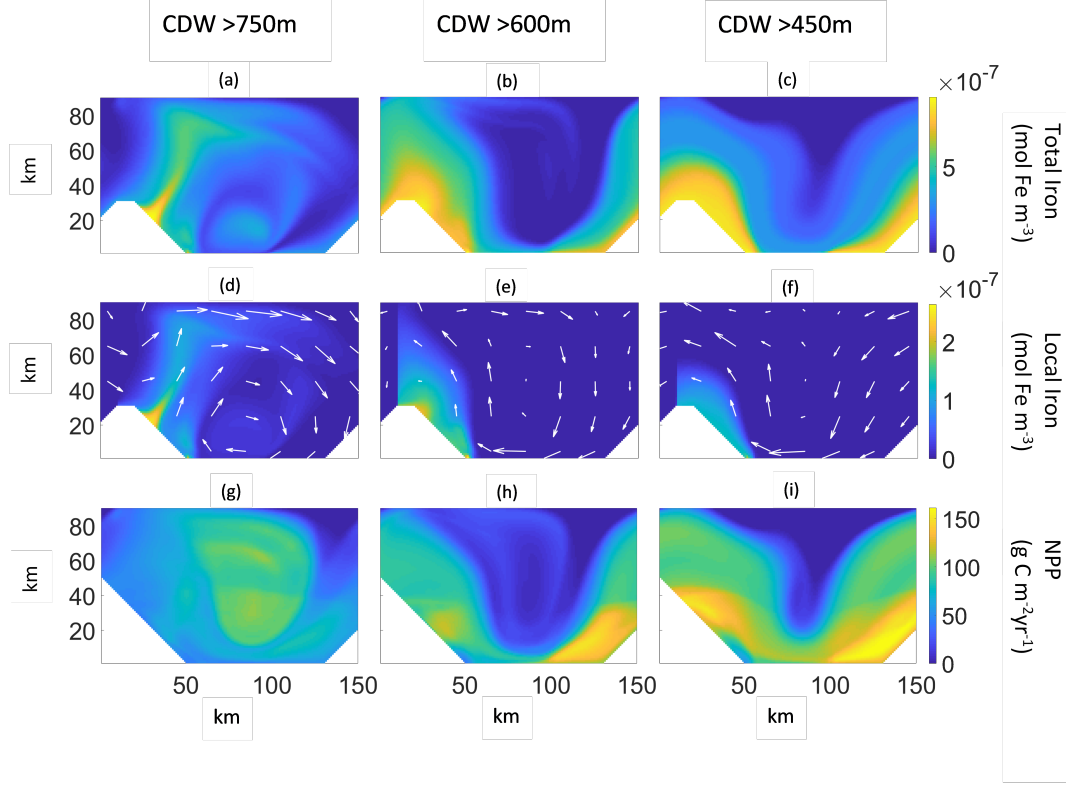 CDW >750m
CDW >600m
CDW >450m
(a)
(b)
(c)
×10-7
80
60
40
20
km
5
0
Total Iron
(mol Fe m-3)
(d)
(e)
(f)
×10-7
80
60
40
20
km
2
1
0
Local Iron
(mol Fe m-3)
(g)
(h)
(i)
80
60
40
20
km
150
100
50
0
NPP
(g C m-2yr-1)
50 100 150
50 100 150
50 100 150
km
km
km